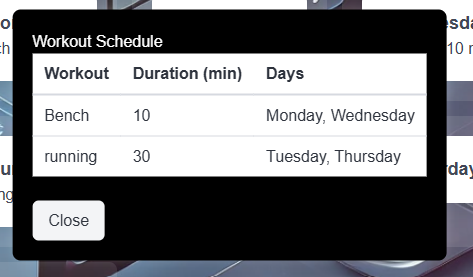 Workout Schedule
Workout Duration (min) Days
Bench 10 Monday, Wednesday
running 30 Tuesday, Thursday
Close